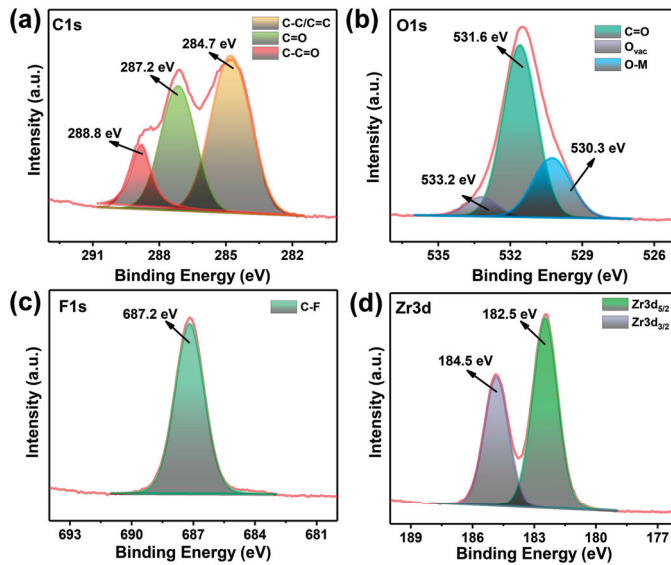 (a)
C1s
C-C/C=C
C=O
C-C=O
284.7 eV
287.2 eV
288.8 eV
Intensity (a.u.)
291 288 285 282
Binding Energy (eV)
(b)
O1s
C=O
Ovac
O-M
531.6 eV
530.3 eV
533.2 eV
Intensity (a.u.)
535 532 529 526
Binding Energy (eV)
(c)
F1s
C-F
687.2 eV
Intensity (a.u.)
693 690 687 684 681
Binding Energy (eV)
(d)
Zr3d
Zr3d5/2
Zr3d3/2
182.5 eV
184.5 eV
Intensity (a.u.)
189 186 183 180 177
Binding Energy (eV)